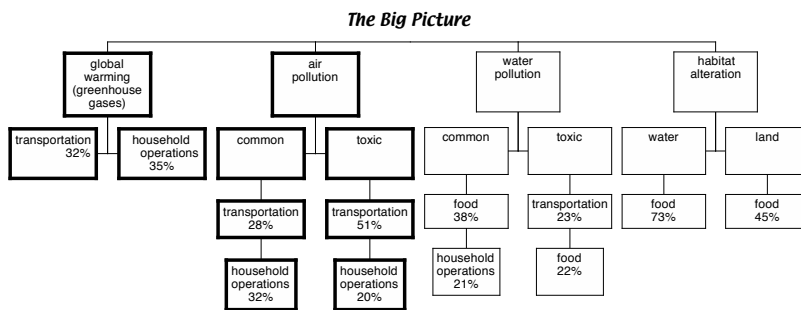 The Big Picture
global
warming
(greenhouse
gases)
air
pollution
water
pollution
habitat
alteration
transportation
32%
household
operations
35%
common
toxic
common
toxic
water
land
transportation
28%
transportation
51%
food
38%
transportation
23%
food
73%
food
45%
household
operations
32%
household
operations
20%
household
operations
21%
food
22%